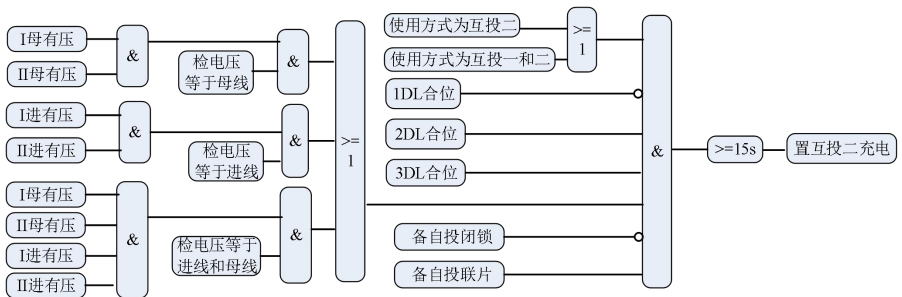 I母有压
II母有压
&
检电压
等于母线
&
I进有压
II进有压
&
检电压
等于进线
&
I母有压
II母有压
I进有压
II进有压
&
检电压等于
进线和母线
&
>=
1
使用方式为互投二
使用方式为互投一和二
>=
1
1DL合位
2DL合位
3DL合位
备自投闭锁
备自投联片
&
>=15s
置互投二充电